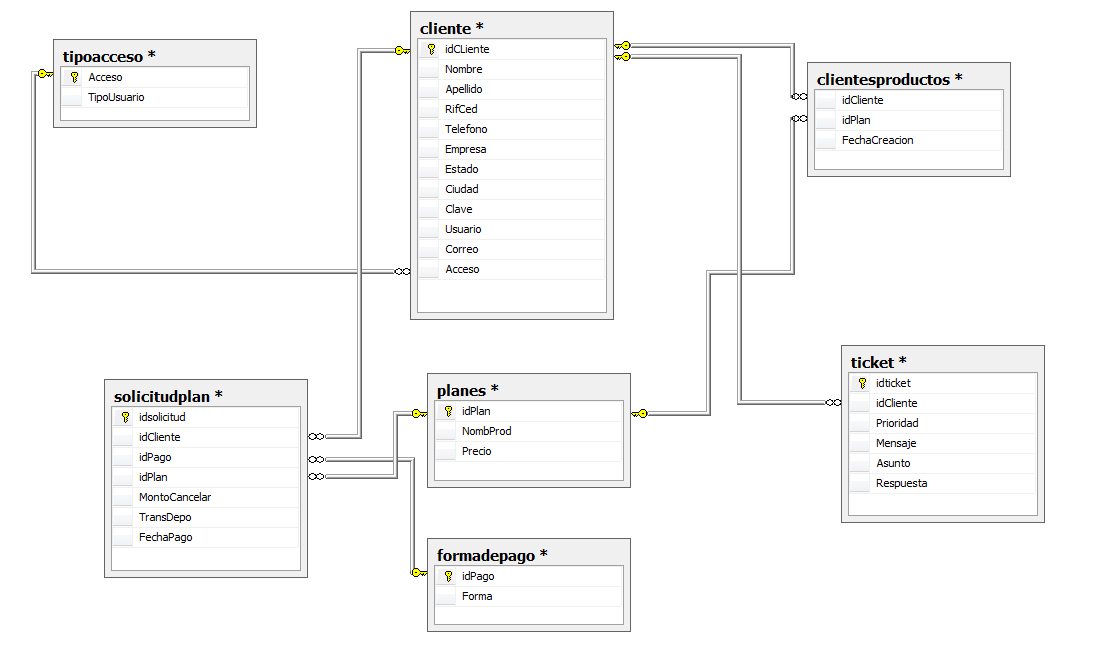 tipoacceso *
Acceso
TipoUsuario
cliente *
idCLiente
Nombre
Apellido
RifCed
Telefono
Empresa
Estado
Ciudad
Clave
Usuario
Correo
Acceso
clientesproductos *
idCliente
idPlan
FechaCreacion
solicitudplan *
idsolicitud
idCliente
idPago
idPlan
MontoCancelar
TransDepo
FechaPago
planes *
idPlan
NombProd
Precio
formadepago *
idPago
Forma
ticket *
idticket
idCliente
Prioridad
Mensaje
Asunto
Respuesta